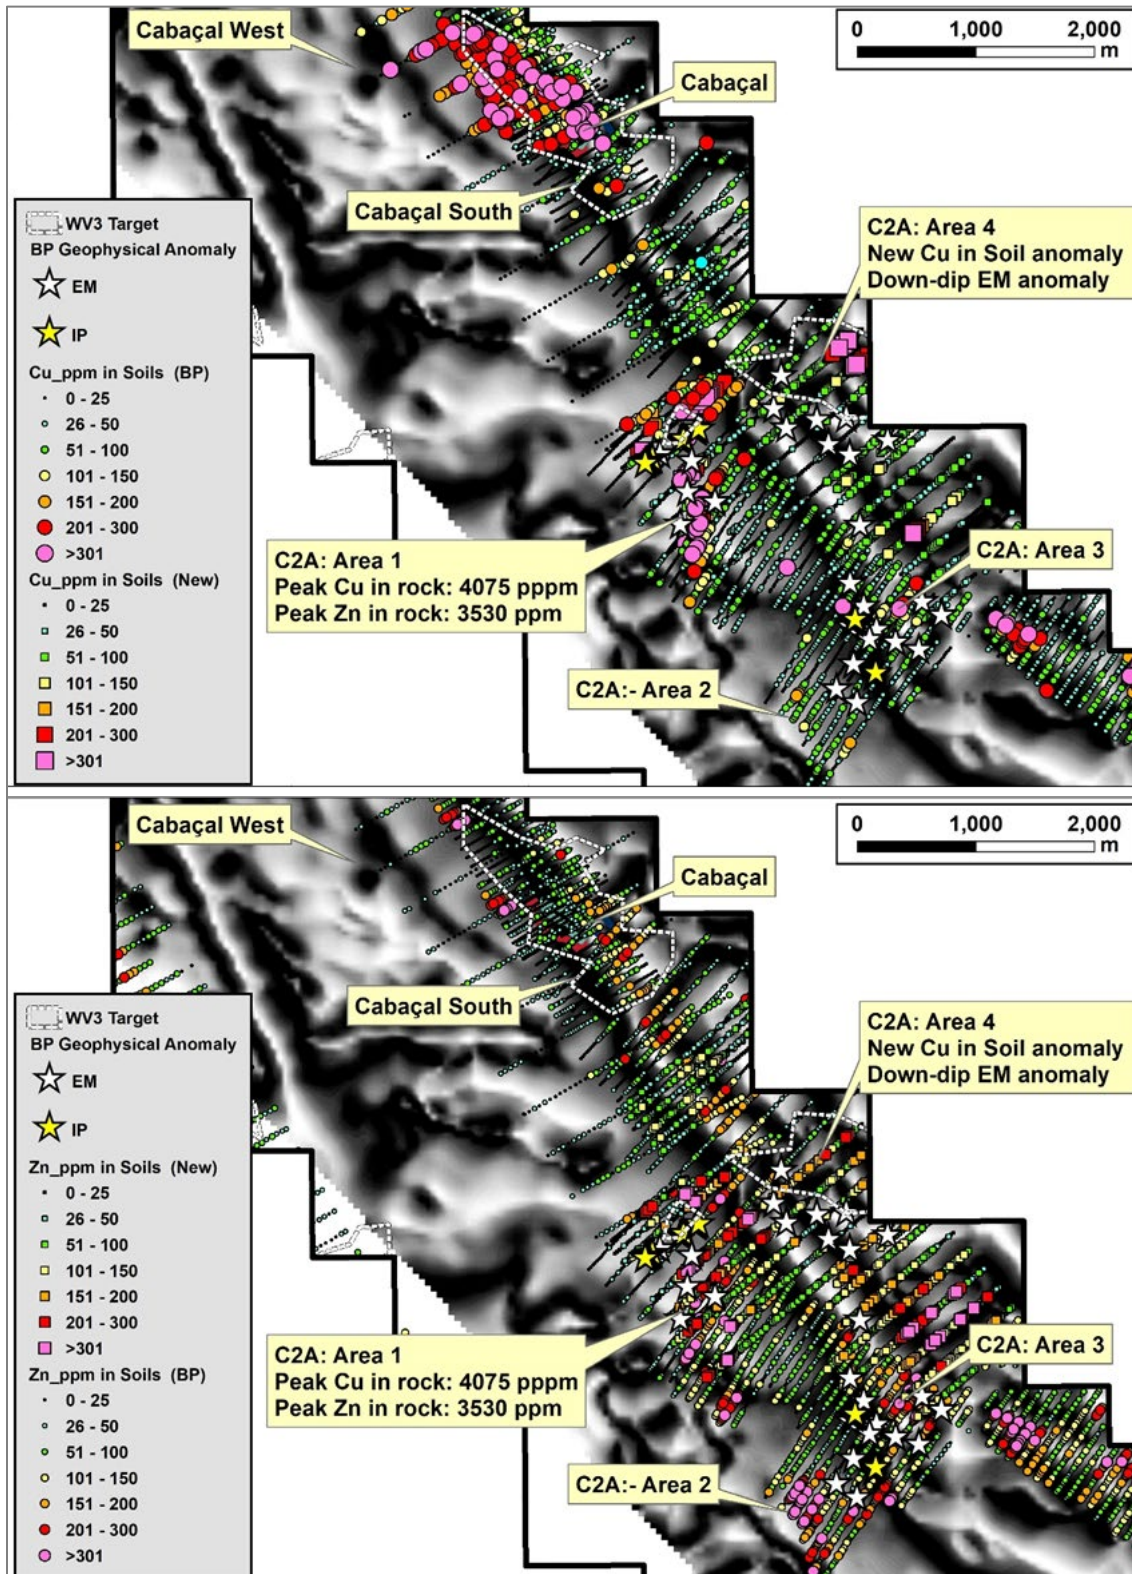 Cabaçal West
0 1,000 2,000
m
Cabaçal
Cabaçal South
C2A: Area 4
New Cu in Soil anomaly
Down-dip EM anomaly
WV3 Target
BP Geophysical Anomaly
EM
IP
Cu_ppm in Soils (BP)
0 - 25
26 - 50
51 - 100
101 - 150
151 - 200
201 - 300
>301
Cu_ppm in Soils (New)
0 - 25
26 - 50
51 - 100
101 - 150
151 - 200
201 - 300
>301
C2A: Area 1
Peak Cu in rock: 4075 pppm
Peak Zn in rock: 3530 ppm
C2A: Area 3
C2A:- Area 2
Cabaçal West
0 1,000 2,000
m
Cabaçal
Cabaçal South
C2A: Area 4
New Cu in Soil anomaly
Down-dip EM anomaly
WV3 Target
BP Geophysical Anomaly
EM
IP
Zn_ppm in Soils (New)
0 - 25
26 - 50
51 - 100
101 - 150
151 - 200
201 - 300
>301
Zn_ppm in Soils (BP)
0 - 25
26 - 50
51 - 100
101 - 150
151 - 200
201 - 300
>301
C2A: Area 1
Peak Cu in rock: 4075 pppm
Peak Zn in rock: 3530 ppm
C2A: Area 3
C2A:- Area 2